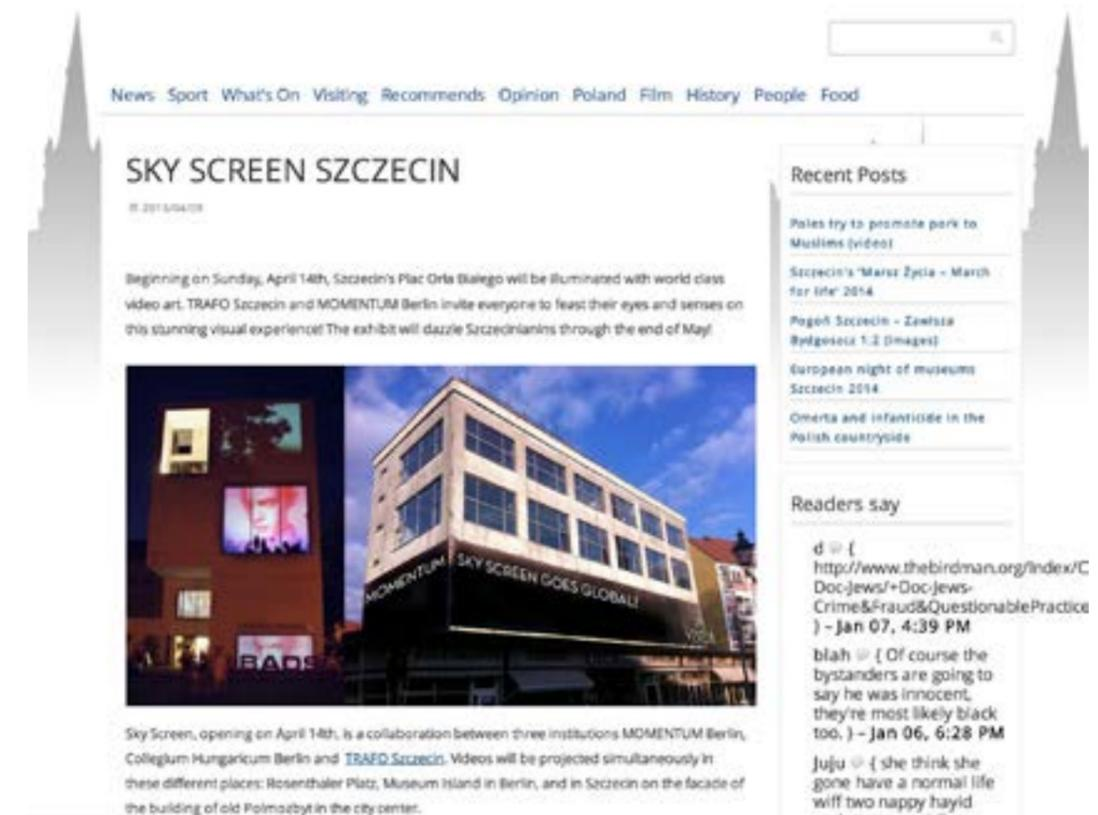 News Sport What's On Visiting Recommends Opinion Poland Film History People Food
SKY SCREEN SZCZECIN
2013/04/09
Beginning on Sunday, April 14th, Szczecin's Plac Orła Białego will be illuminated with world class
video art. TRAFO Szczecin and MOMENTUM Berlin invite everyone to feast their eyes and senses on
this stunning visual experience! The exhibit will dazzle Szczecinianins through the end of May!
MOMENTUM SKY SCREEN GOES GLOBAL!
Sky Screen, opening on April 14th, is a collaboration between three institutions MOMENTUM Berlin,
Collegium Hungaricum Berlin and TRAFO Szczecin. Videos will be projected simultaneously in
these different places: Rosenthaler Platz, Museum Island in Berlin, and in Szczecin on the facade of
the building of old Polmozbyt in the city center.
Recent Posts
Poles try to promote pork to
Muslims (video)
Szczecin's 'Marsz Życia – March
for life' 2014
Pogoń Szczecin – Zawisza
Bydgoszcz 1:2 (images)
European night of museums
Szczecin 2014
Omerta and infanticide in the
Polish countryside
Readers say
d {
http://www.thebirdman.org/Index/
Doc-Jews/+Doc-Jews-
Crime&Fraud&QuestionablePractice
} – Jan 07, 4:39 PM
blah { Of course the
bystanders are going to
say he was innocent,
they're most likely black
too. } – Jan 06, 6:28 PM
Juju { she think she
gone have a normal life
wiff two nappy hayid